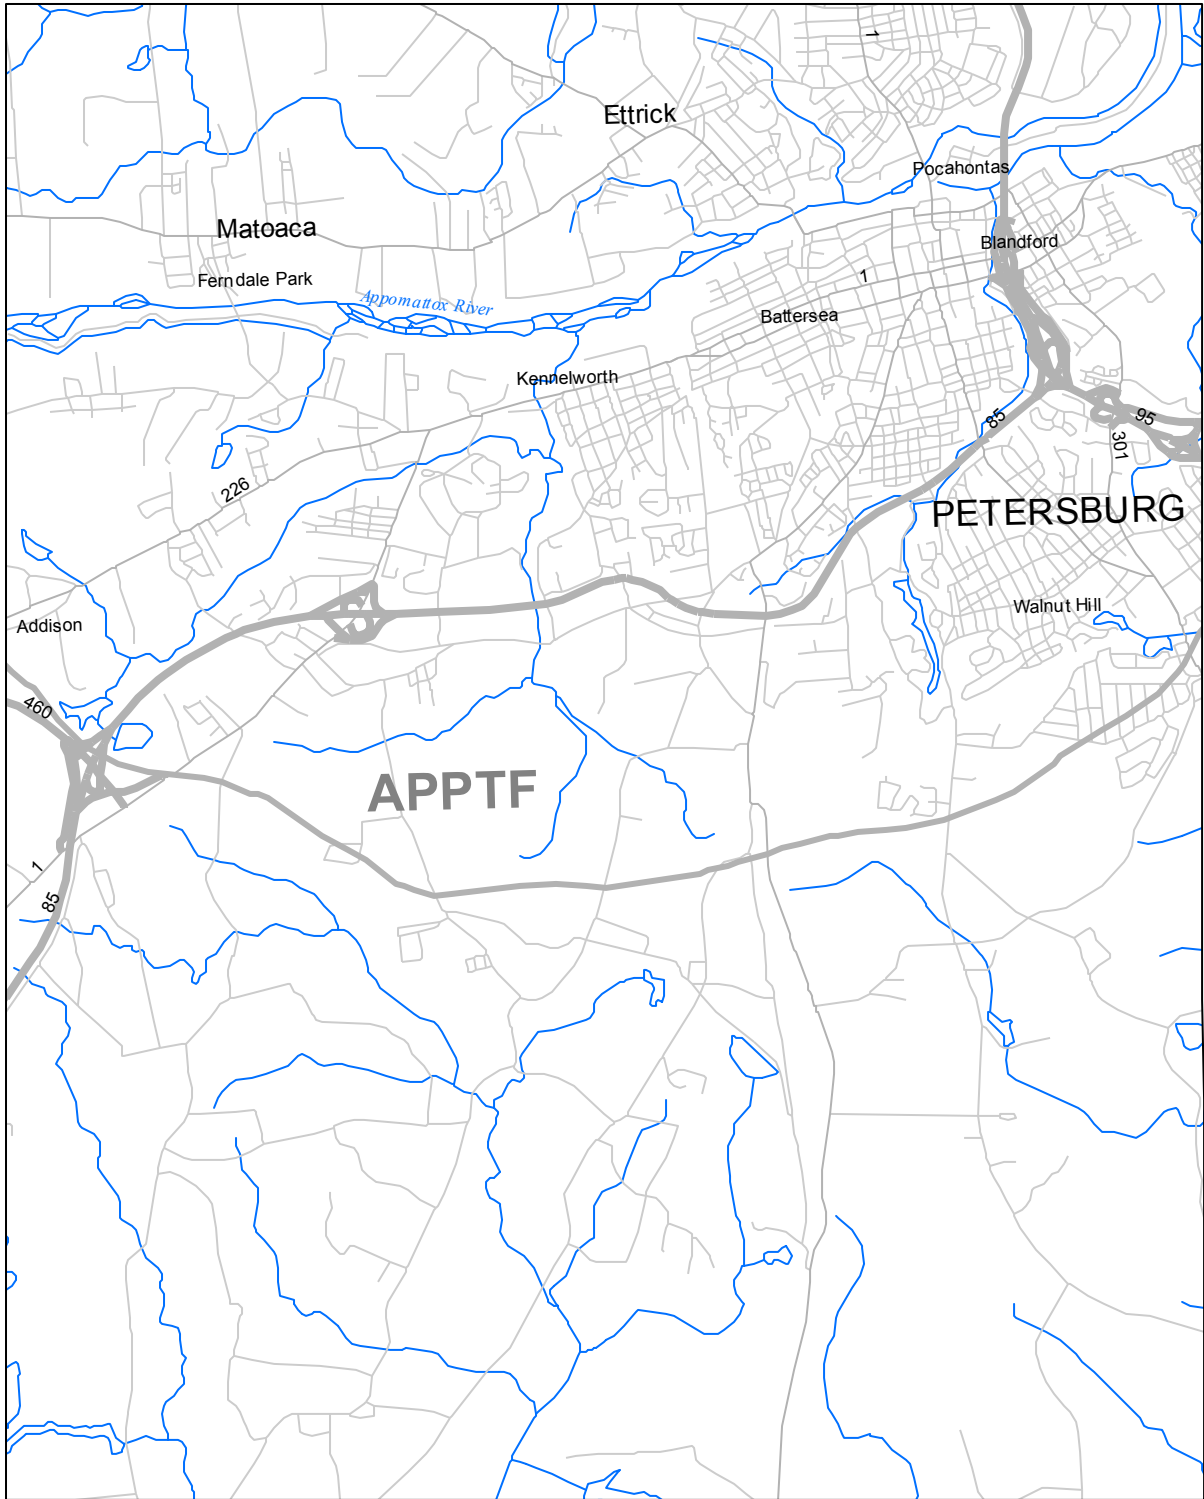 1
Ettrick
Pocahontas
Matoaca
Blandford
Ferndale Park
1
Appomattox River
Battersea
Kennelworth
85
95
301
226
PETERSBURG
Walnut Hill
Addison
460
APPTF
1
85